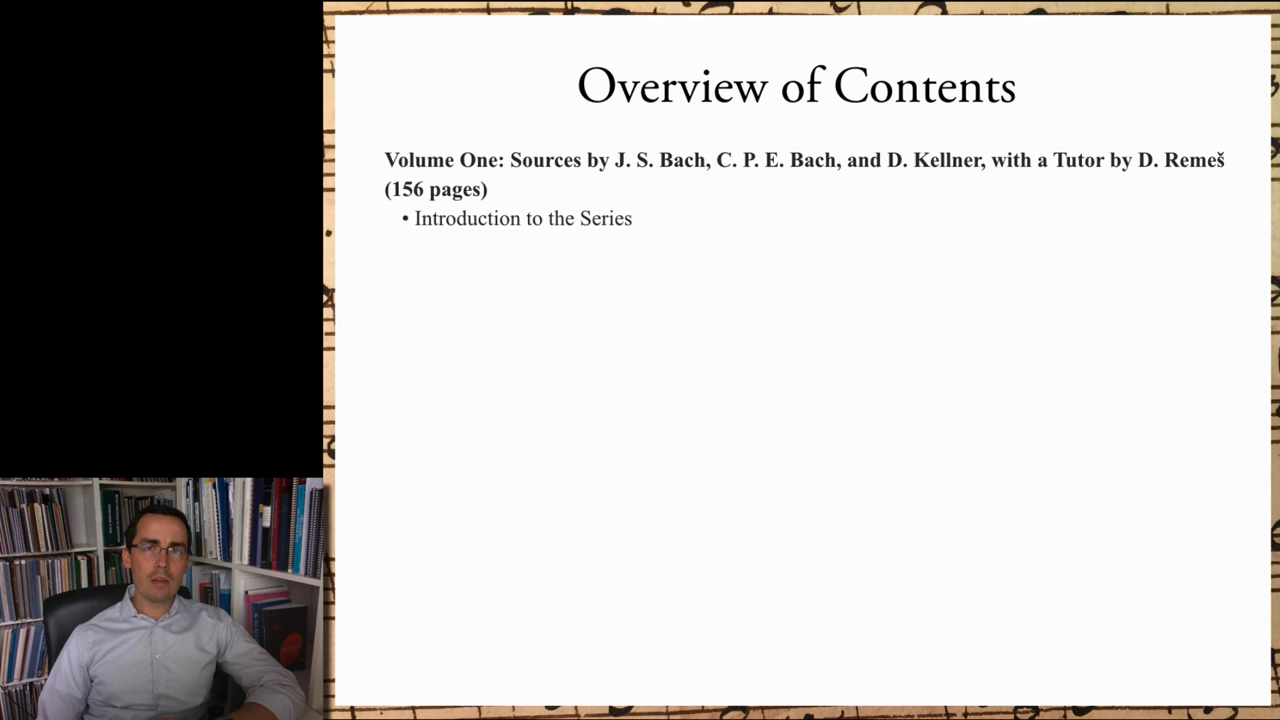 Overview of Contents
Volume One: Sources by J. S. Bach, C. P. E. Bach, and D. Kellner, with a Tutor by D. Remeš
(156 pages)
• Introduction to the Series